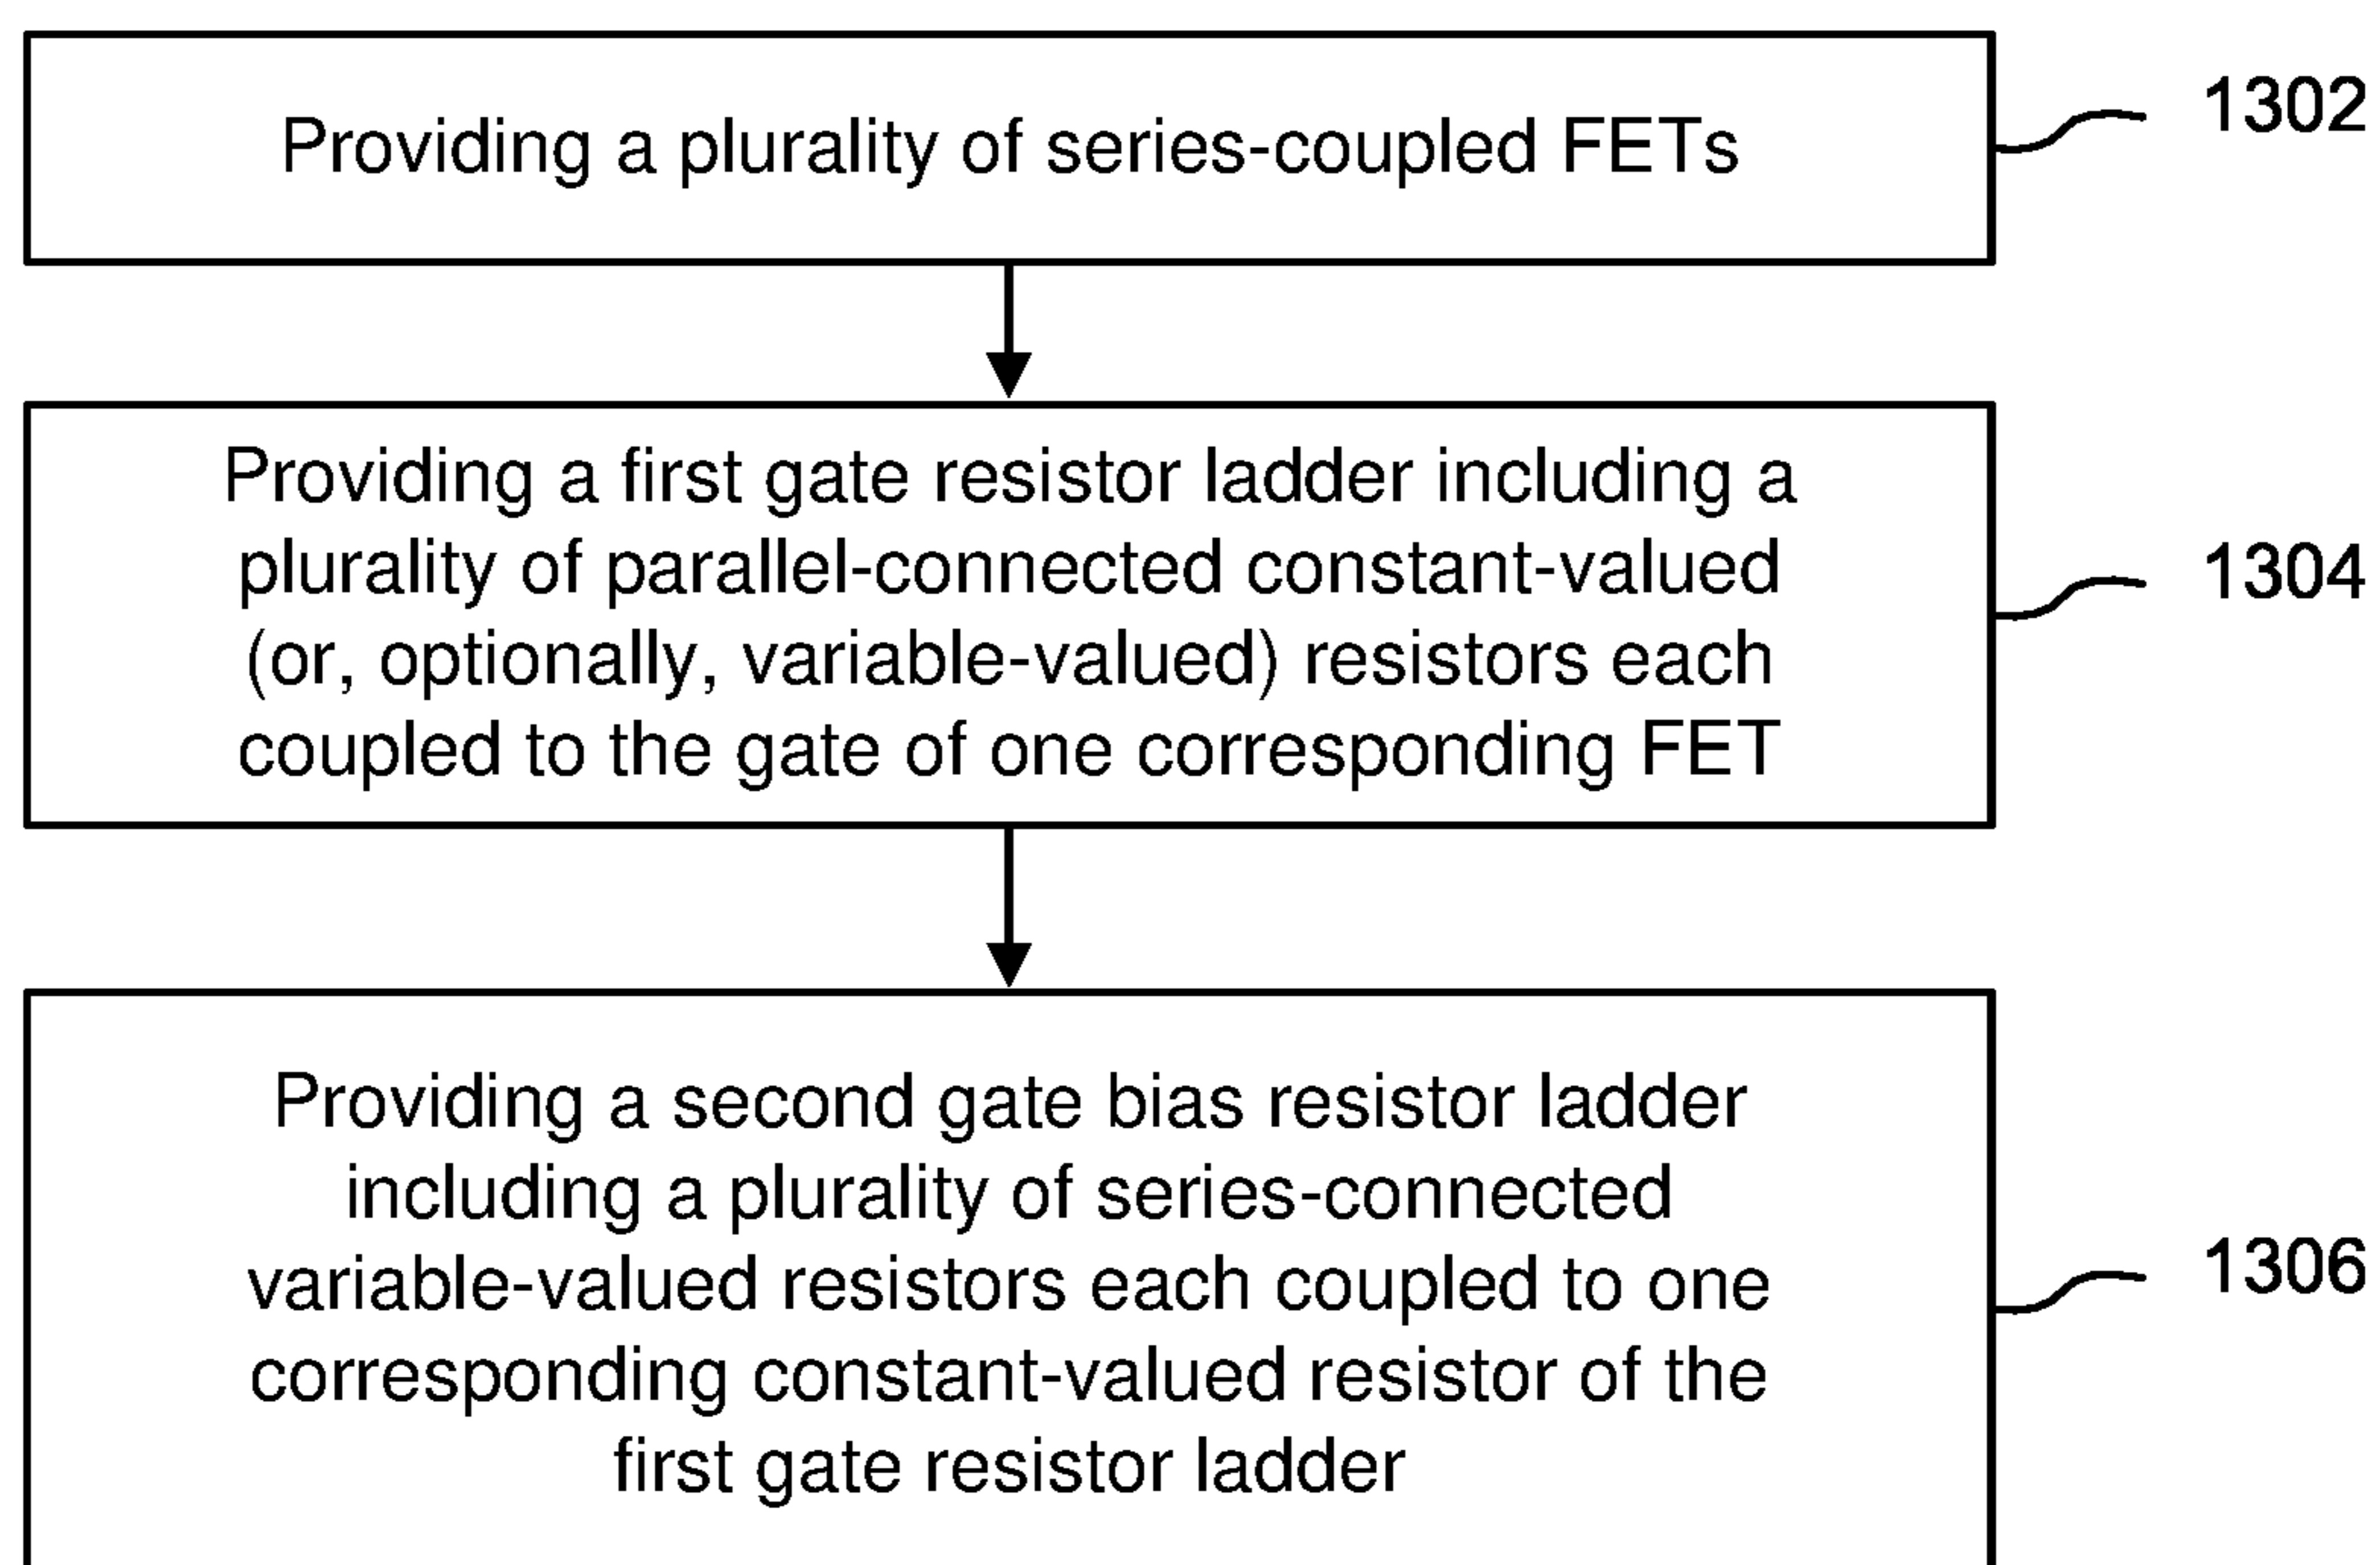 Providing a plurality of series-coupled FETs
1302
Providing a first gate resistor ladder including a
plurality of parallel-connected constant-valued
(or, optionally, variable-valued) resistors each
coupled to the gate of one corresponding FET
1304
Providing a second gate bias resistor ladder
including a plurality of series-connected
variable-valued resistors each coupled to one
corresponding constant-valued resistor of the
first gate resistor ladder
1306